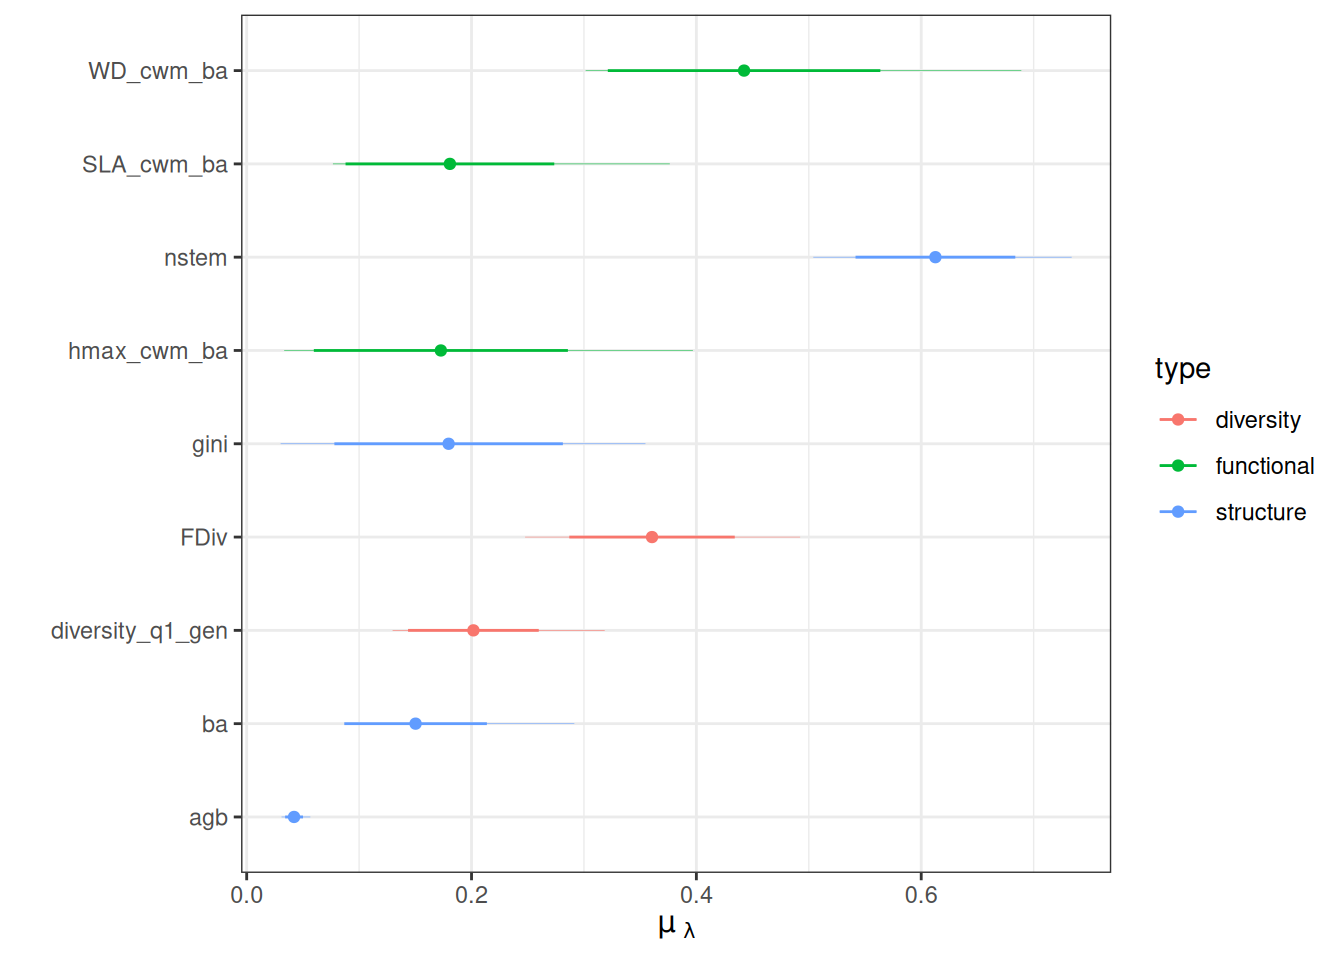 WD_cwm_ba
SLA_cwm_ba
nstem
hmax_cwm_ba
gini
FDiv
diversity_q1_gen
ba
agb
0.0 0.2 0.4 0.6
μ λ
type
diversity
functional
structure